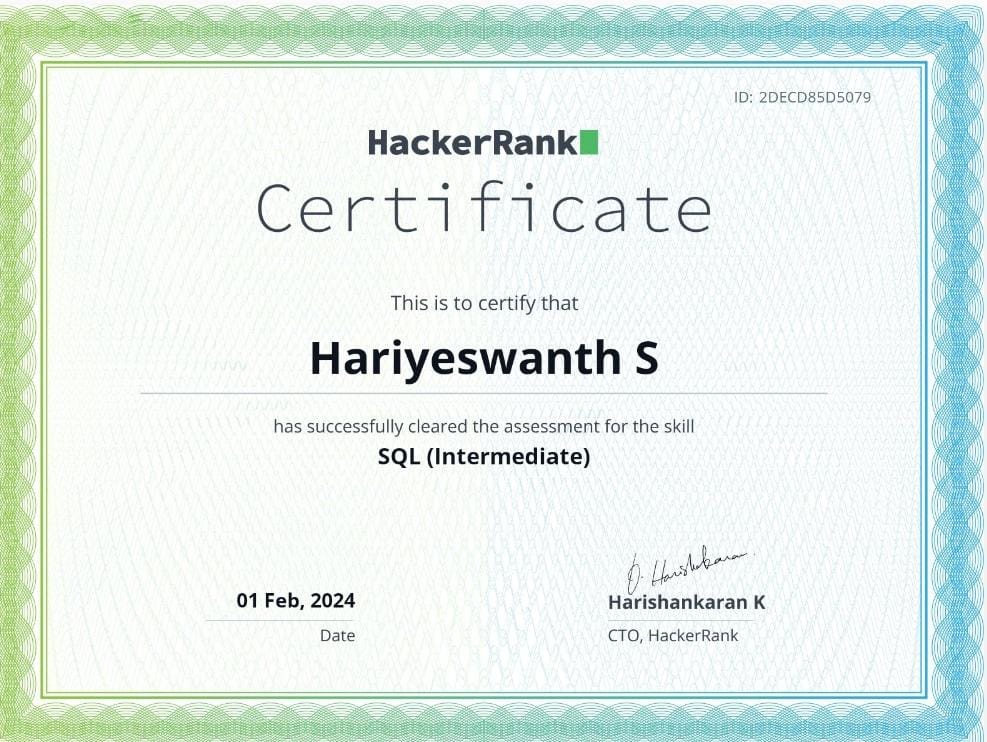 ID: 2DECD85D5079
HackerRank
Certificate
This is to certify that
Hariyeswanth S
has successfully cleared the assessment for the skill
SQL (Intermediate)
01 Feb, 2024
Date
Harishankaran K
CTO, HackerRank